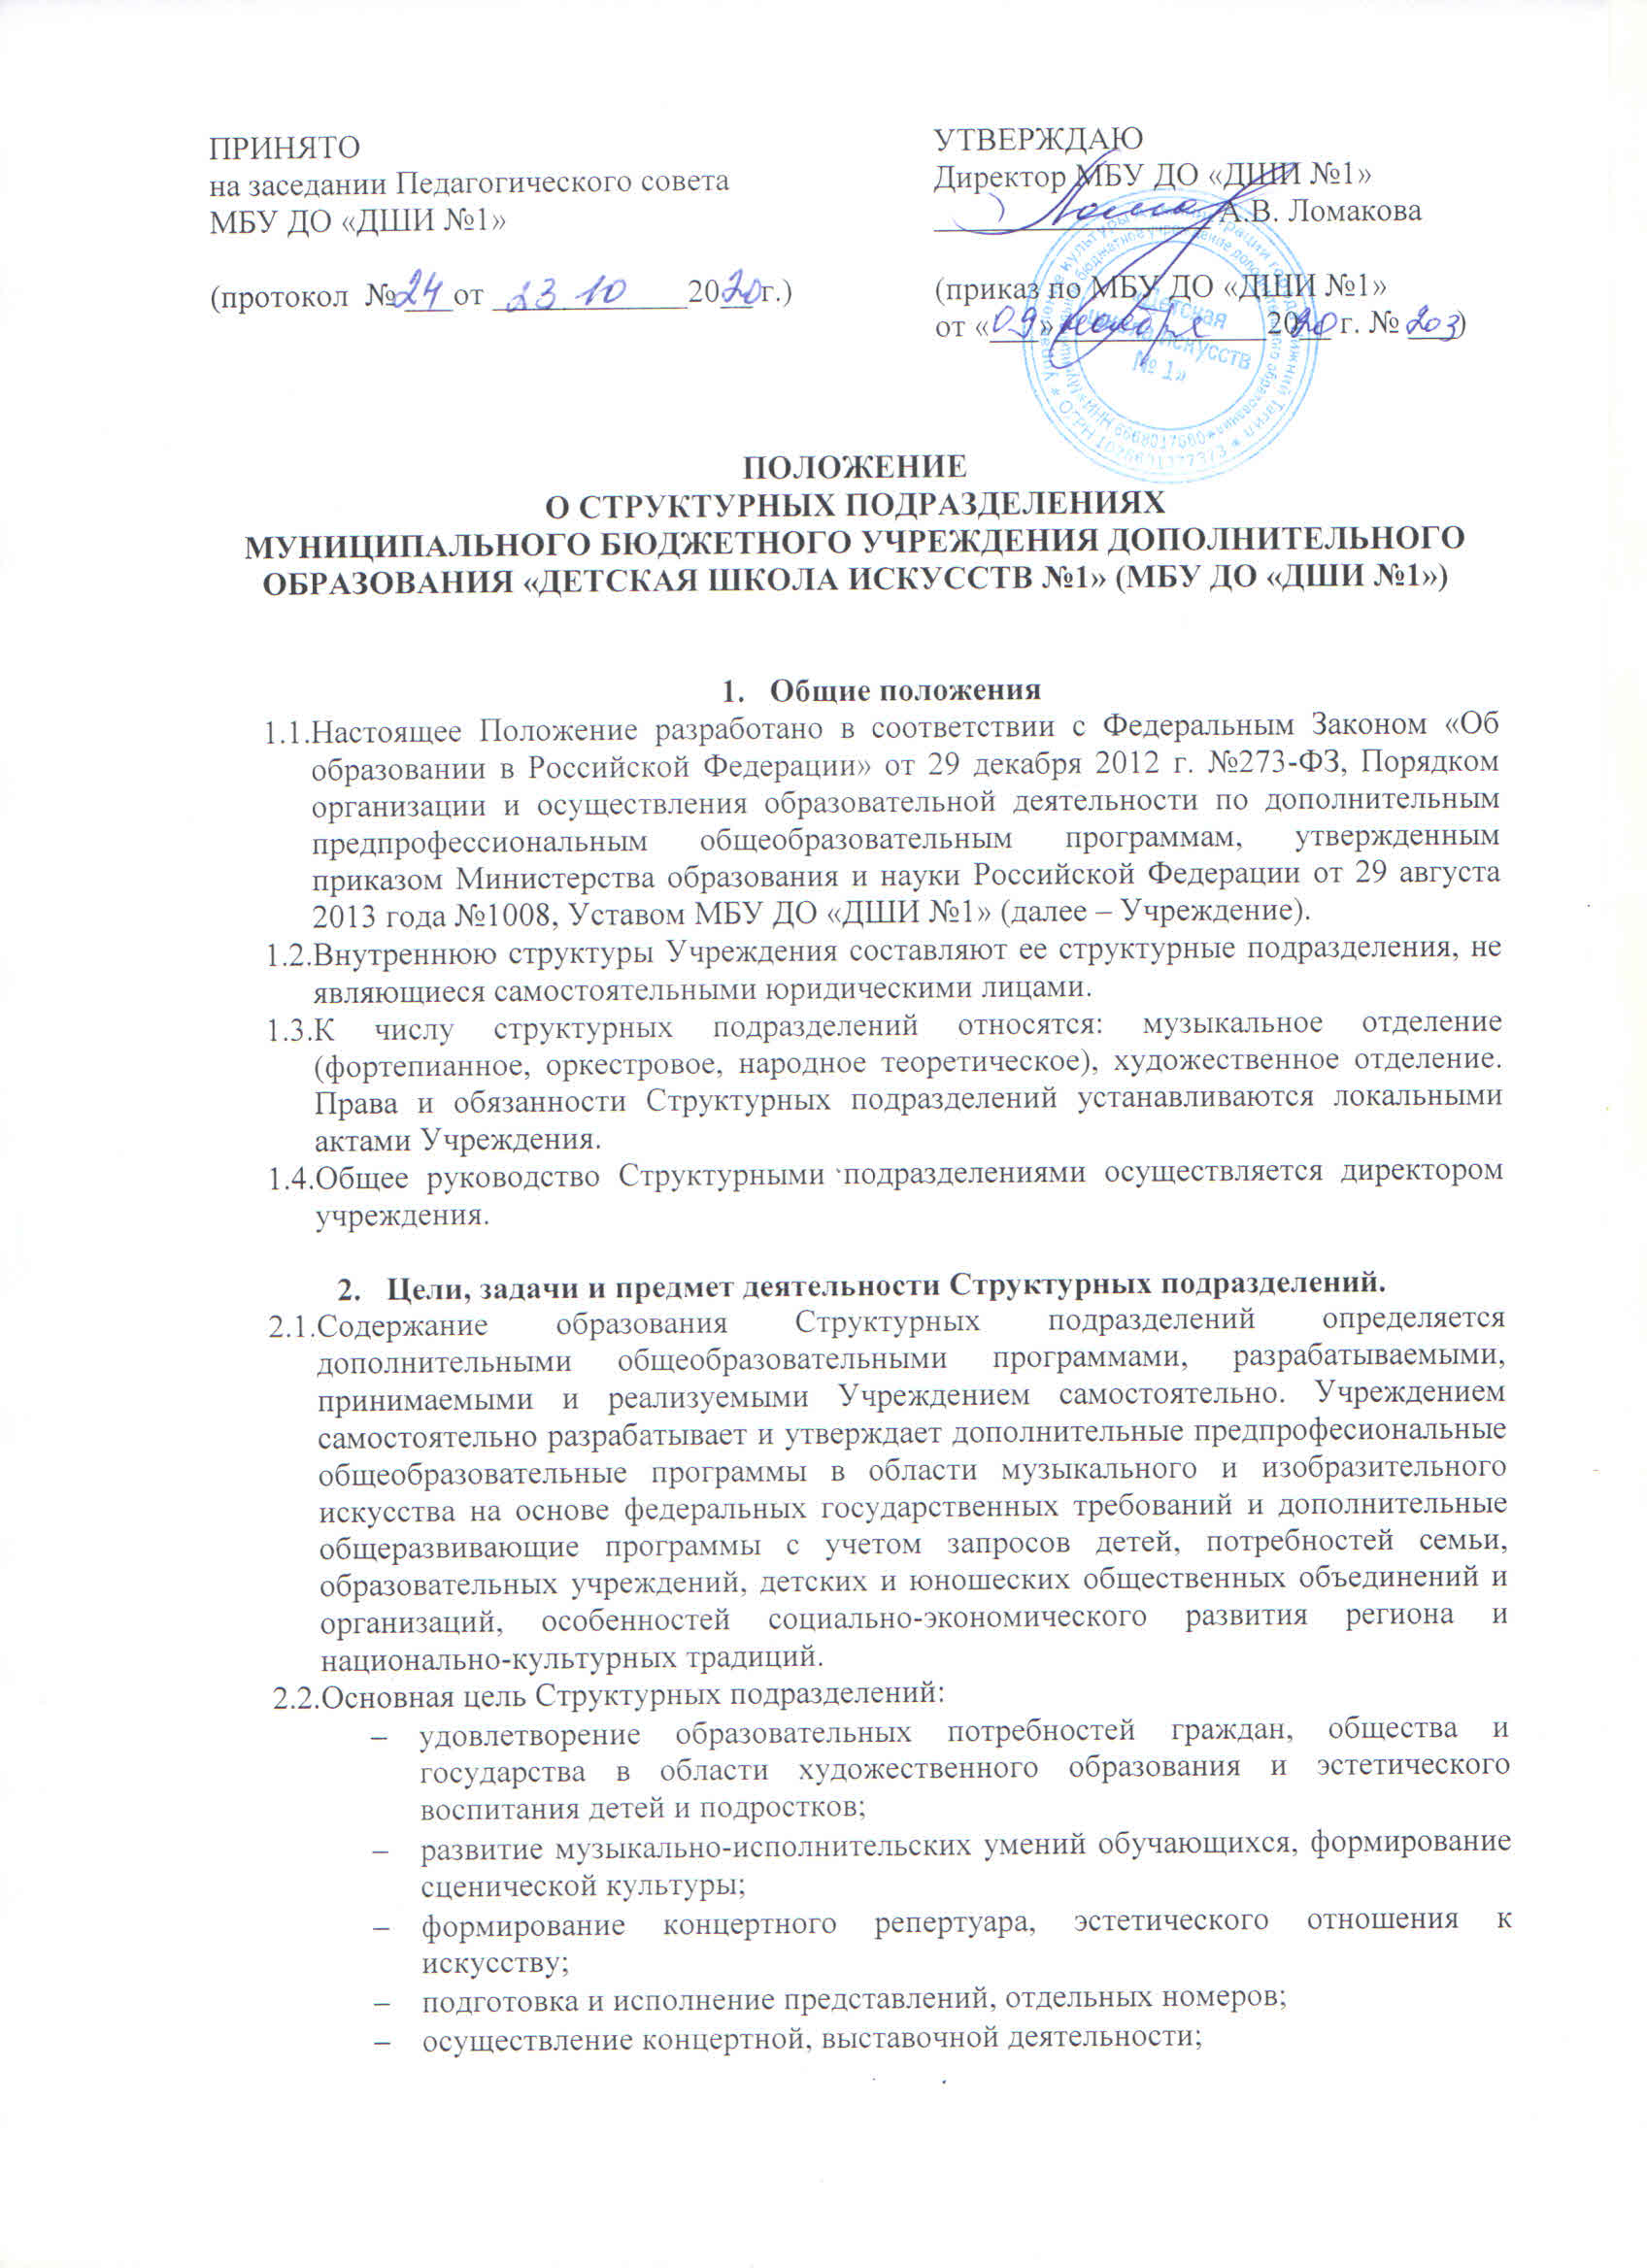 ПРИНЯТО
на заседании Педагогического совета
МБУ ДО «ДШИ №1»
(протокол №24 от 23 10 2020г.)
УТВЕРЖДАЮ
Директор МБУ ДО «ДШИ №1»
А.В. Ломакова
(приказ по МБУ ДО «ДШИ №1»
от «09» ноября 2020 г. № 203)
«Детская
школа искусств
№ 1»
ПОЛОЖЕНИЕ
О СТРУКТУРНЫХ ПОДРАЗДЕЛЕНИЯХ
МУНИЦИПАЛЬНОГО БЮДЖЕТНОГО УЧРЕЖДЕНИЯ ДОПОЛНИТЕЛЬНОГО
ОБРАЗОВАНИЯ «ДЕТСКАЯ ШКОЛА ИСКУССТВ №1» (МБУ ДО «ДШИ №1»)
1. Общие положения
1.1.Настоящее Положение разработано в соответствии с Федеральным Законом «Об
образовании в Российской Федерации» от 29 декабря 2012 г. №273-ФЗ, Порядком
организации и осуществления образовательной деятельности по дополнительным
предпрофессиональным общеобразовательным программам, утвержденным
приказом Министерства образования и науки Российской Федерации от 29 августа
2013 года №1008, Уставом МБУ ДО «ДШИ №1» (далее – Учреждение).
1.2.Внутреннюю структуры Учреждения составляют ее структурные подразделения, не
являющиеся самостоятельными юридическими лицами.
1.3.К числу структурных подразделений относятся: музыкальное отделение
(фортепианное, оркестровое, народное теоретическое), художественное отделение.
Права и обязанности Структурных подразделений устанавливаются локальными
актами Учреждения.
1.4.Общее руководство Структурными подразделениями осуществляется директором
учреждения.
2. Цели, задачи и предмет деятельности Структурных подразделений.
2.1.Содержание образования Структурных подразделений определяется
дополнительными общеобразовательными программами, разрабатываемыми,
принимаемыми и реализуемыми Учреждением самостоятельно. Учреждением
самостоятельно разрабатывает и утверждает дополнительные предпрофесиональные
общеобразовательные программы в области музыкального и изобразительного
искусства на основе федеральных государственных требований и дополнительные
общеразвивающие программы с учетом запросов детей, потребностей семьи,
образовательных учреждений, детских и юношеских общественных объединений и
организаций, особенностей социально-экономического развития региона и
национально-культурных традиций.
2.2.Основная цель Структурных подразделений:
– удовлетворение образовательных потребностей граждан, общества и
государства в области художественного образования и эстетического
воспитания детей и подростков;
– развитие музыкально-исполнительских умений обучающихся, формирование
сценической культуры;
– формирование концертного репертуара, эстетического отношения к
искусству;
– подготовка и исполнение представлений, отдельных номеров;
– осуществление концертной, выставочной деятельности;